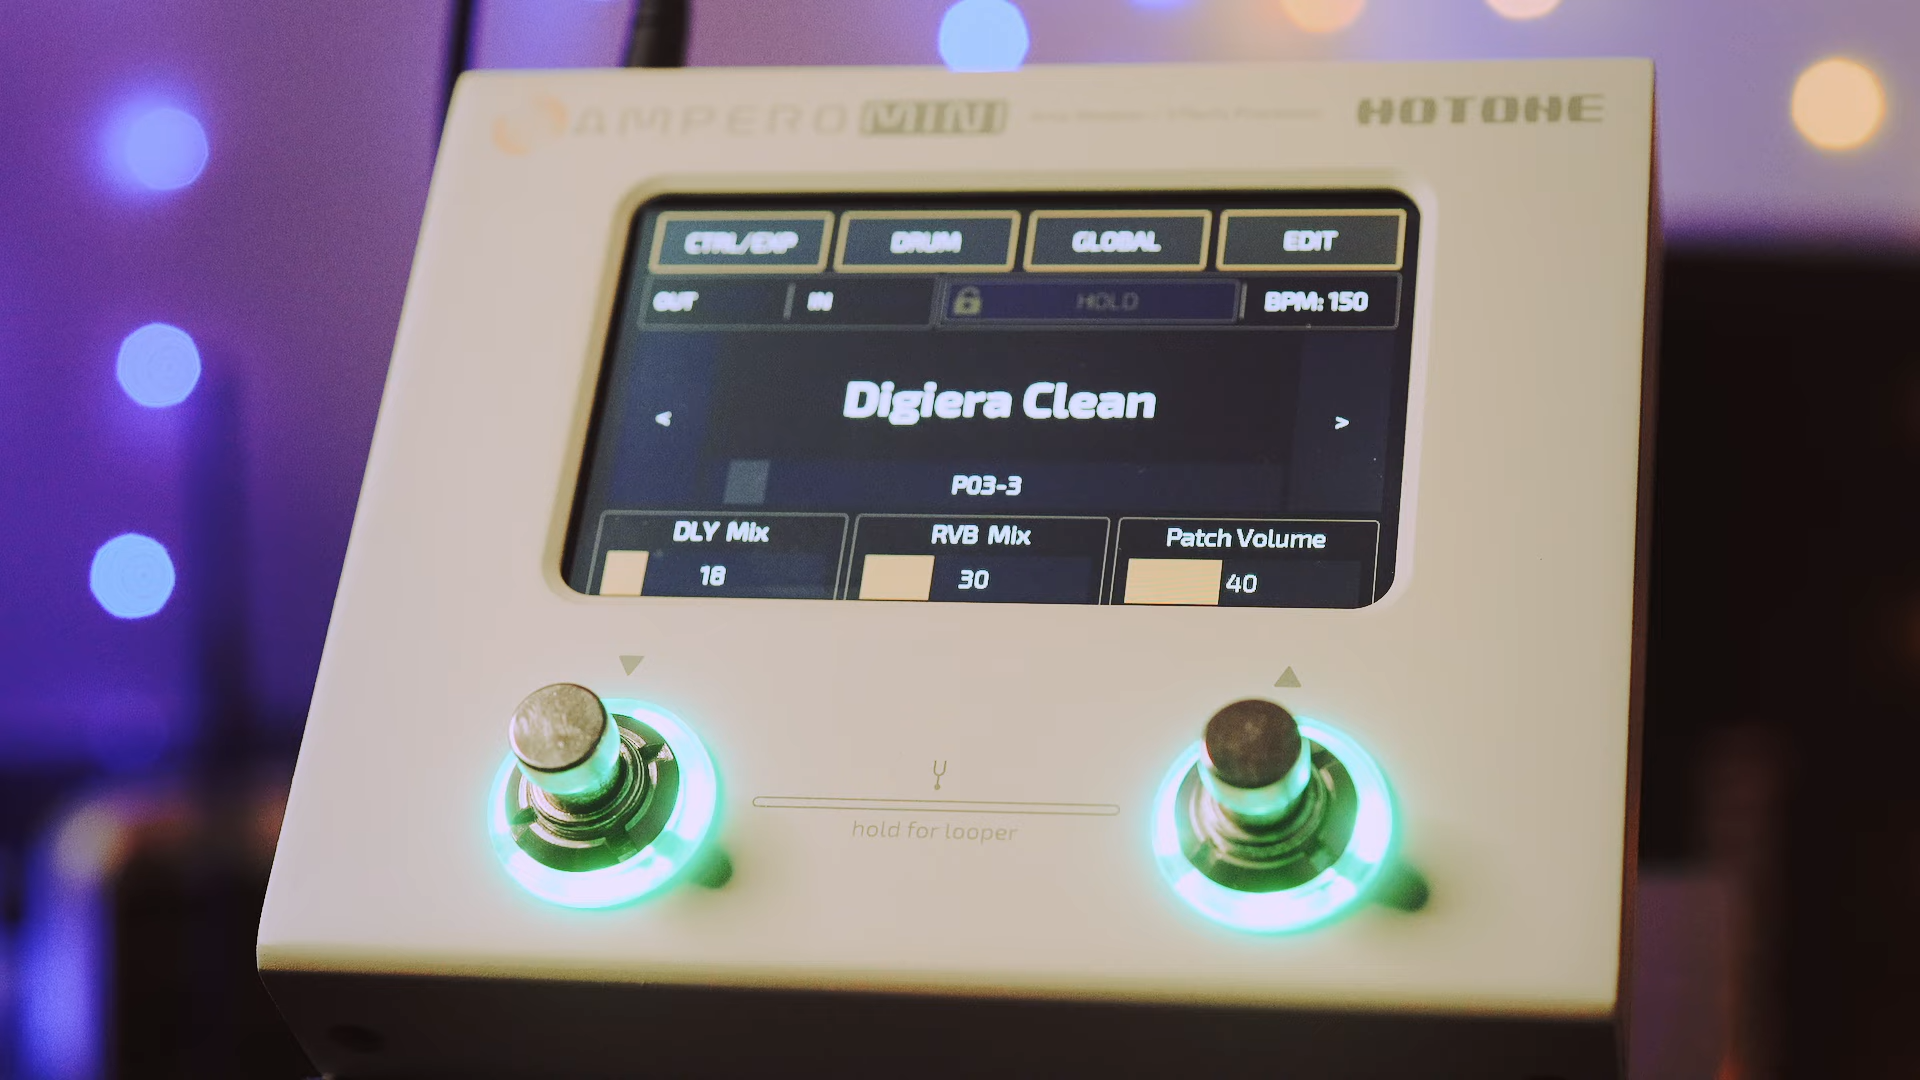 AMPERO MINI HOTONE
CTRL/EXP DRUM GLOBAL EDIT
OUT IN HOLD BPM: 150
< Digiera Clean >
P03-3
DLY Mix RVB Mix Patch Volume
18 30 40
hold for looper